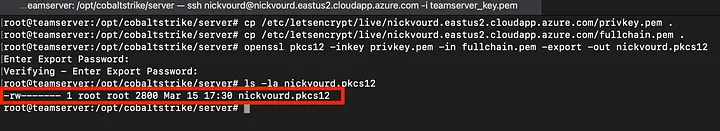 ...eamserver: /opt/cobaltstrike/server — ssh nickvourd@nickvourd.eastus2.cloudapp.azure.com -i teamserver_key.pem
root@teamserver:/opt/cobaltstrike/server# cp /etc/letsencrypt/live/nickvourd.eastus2.cloudapp.azure.com/privkey.pem .
root@teamserver:/opt/cobaltstrike/server# cp /etc/letsencrypt/live/nickvourd.eastus2.cloudapp.azure.com/fullchain.pem .
root@teamserver:/opt/cobaltstrike/server# openssl pkcs12 -inkey privkey.pem -in fullchain.pem -export -out nickvourd.pkcs12
Enter Export Password:
Verifying - Enter Export Password:
root@teamserver:/opt/cobaltstrike/server# ls -la nickvourd.pkcs12
-rw------- 1 root root 2800 Mar 15 17:30 nickvourd.pkcs12
root@teamserver:/opt/cobaltstrike/server#